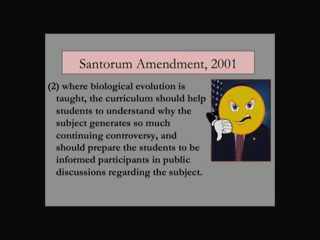 Santorum Amendment, 2001
(2) where biological evolution is
taught, the curriculum should help
students to understand why the
subject generates so much
continuing controversy, and
should prepare the students to be
informed participants in public
discussions regarding the subject.